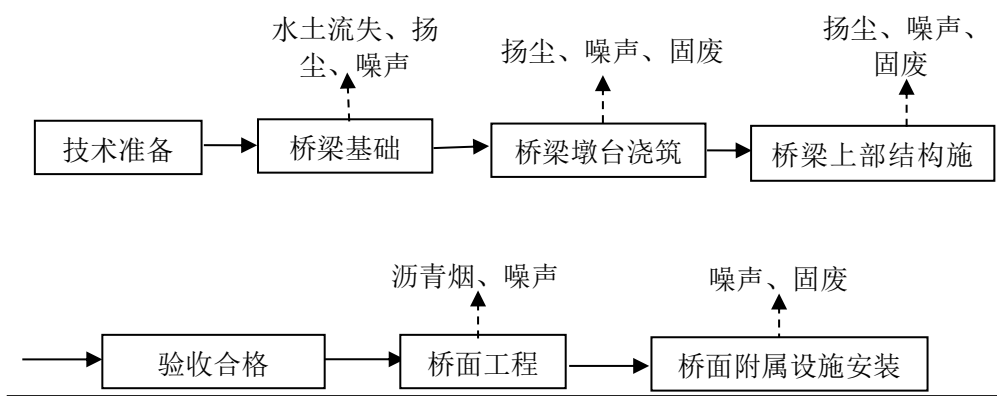 水土流失、扬
尘、噪声
扬尘、噪声、固废
扬尘、噪声、
固废
技术准备
桥梁基础
桥梁墩台浇筑
桥梁上部结构施
沥青烟、噪声
噪声、固废
验收合格
桥面工程
桥面附属设施安装